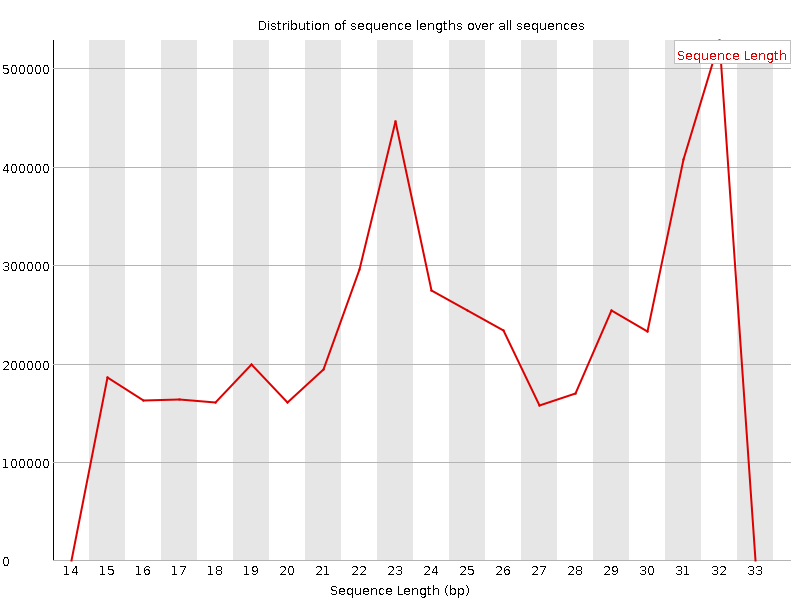 Distribution of sequence lengths over all sequences
Sequence Length
500000
400000
300000
200000
100000
0
14 15 16 17 18 19 20 21 22 23 24 25 26 27 28 29 30 31 32 33
Sequence Length (bp)